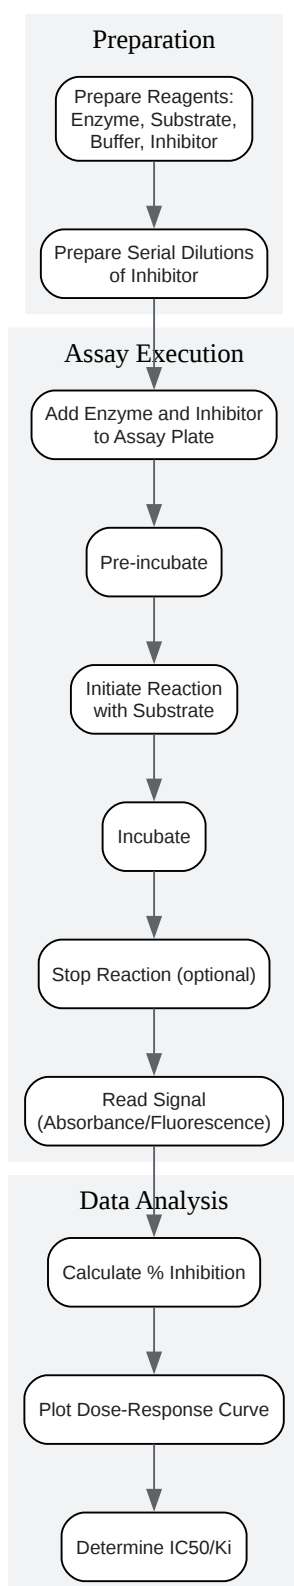 Preparation
Prepare Reagents:
Enzyme, Substrate,
Buffer, Inhibitor
Prepare Serial Dilutions
of Inhibitor
Assay Execution
Add Enzyme and Inhibitor
to Assay Plate
Pre-incubate
Initiate Reaction
with Substrate
Incubate
Stop Reaction (optional)
Read Signal
(Absorbance/Fluorescence)
Data Analysis
Calculate % Inhibition
Plot Dose-Response Curve
Determine IC50/Ki